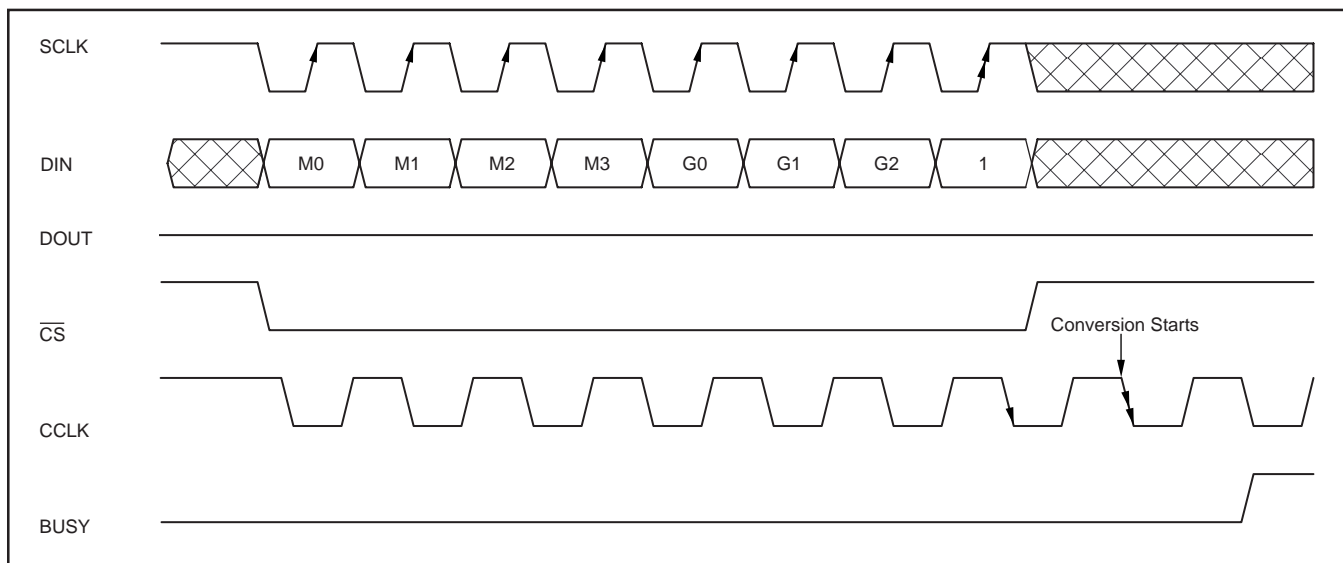 SCLK
DIN
M0 M1 M2 M3 G0 G1 G2 1
DOUT
CS
Conversion Starts
CCLK
BUSY